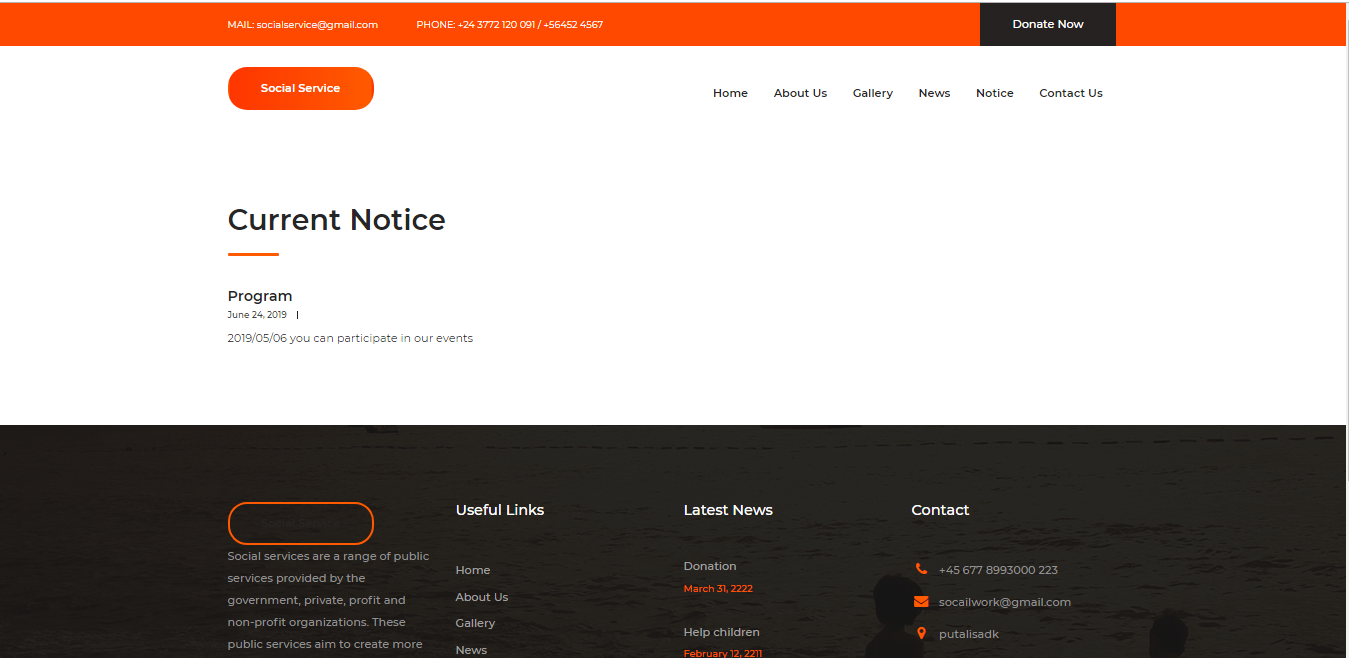 MAIL: socialservice@gmail.com PHONE: +24 3772 120 091 / +56452 4567 Donate Now
Social Service
Home About Us Gallery News Notice Contact Us
Current Notice
Program
June 24, 2019 |
2019/05/06 you can participate in our events
Social services are a range of public
services provided by the
government, private, profit and
non-profit organizations. These
public services aim to create more
Useful Links
Home
About Us
Gallery
News
Latest News
Donation
March 31, 2222
Help children
February 12, 2211
Contact
+45 677 8993000 223
socailwork@gmail.com
putalisadk